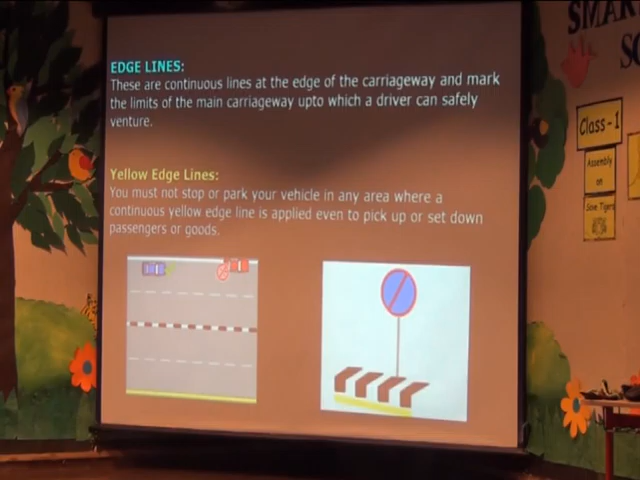 EDGE LINES:
These are continuous lines at the edge of the carriageway and mark
the limits of the main carriageway upto which a driver can safely
venture.
Yellow Edge Lines:
You must not stop or park your vehicle in any area where a
continuous yellow edge line is applied even to pick up or set down
passengers or goods.
SMAR
SC
Class-1
Assembly
on
Save Tigers